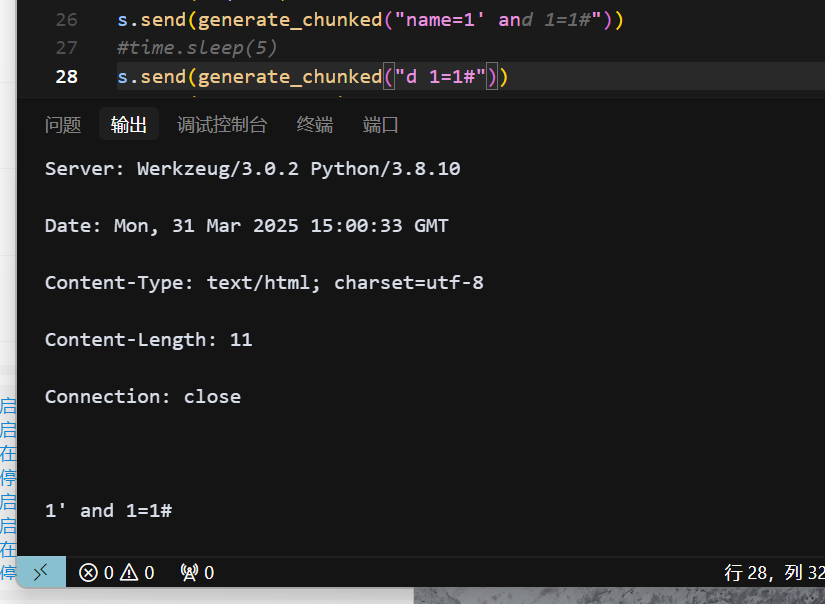 26 s.send(generate_chunked("name=1' and 1=1#"))
27 #time.sleep(5)
28 s.send(generate_chunked("d 1=1#"))
问题 输出 调试控制台 终端 端口
Server: Werkzeug/3.0.2 Python/3.8.10
Date: Mon, 31 Mar 2025 15:00:33 GMT
Content-Type: text/html; charset=utf-8
Content-Length: 11
Connection: close
启
启
在
停
启
启
在
停
1' and 1=1#
0 0 0 行 28，列 32